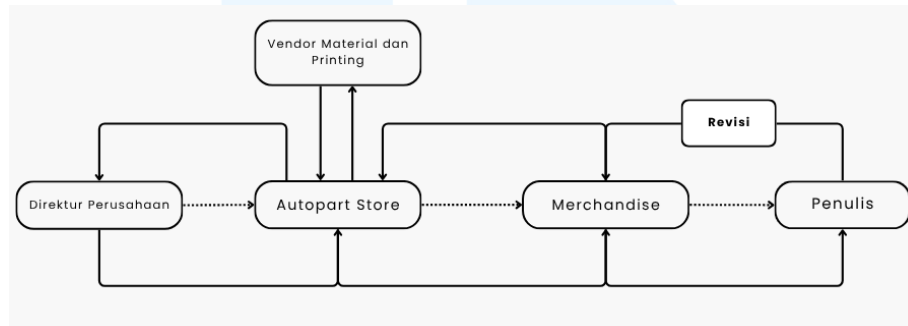 Vendor Material dan
Printing
Revisi
Direktur Perusahaan
Autopart Store
Merchandise
Penulis